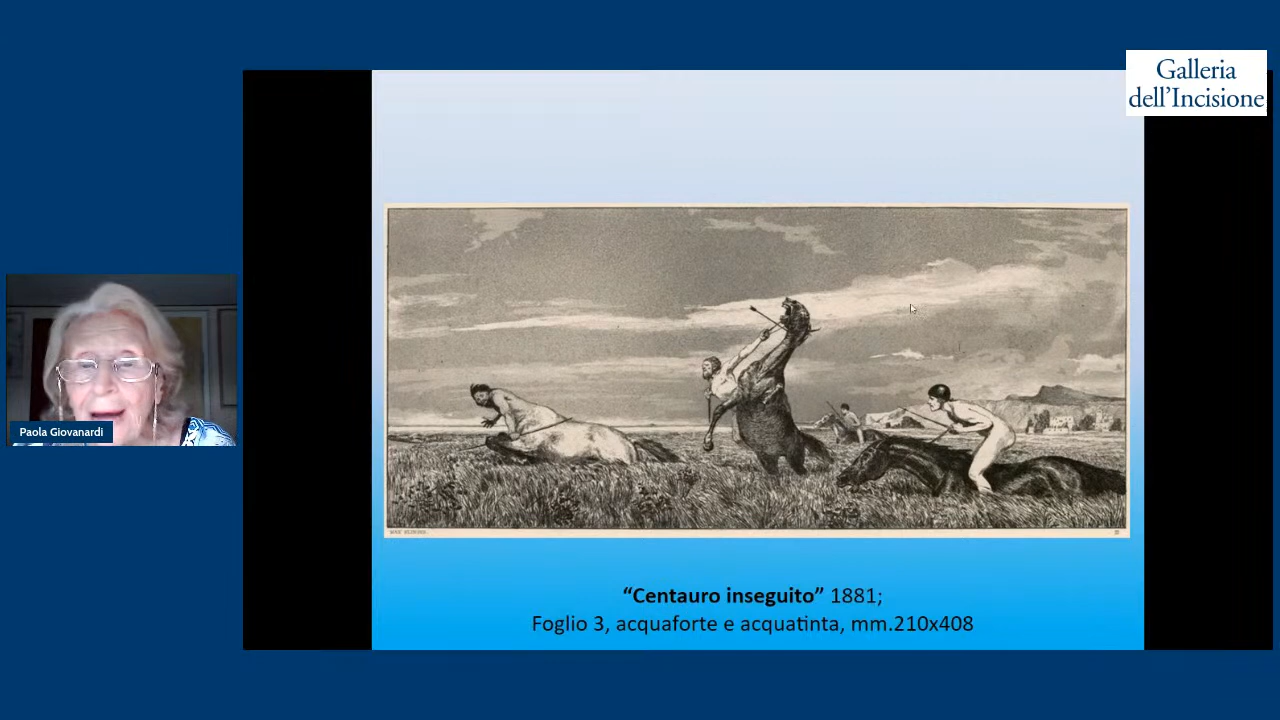 Galleria
dell'Incisione
Paola Giovanardi
“Centauro inseguito” 1881;
Foglio 3, acquaforte e acquatinta, mm.210x408